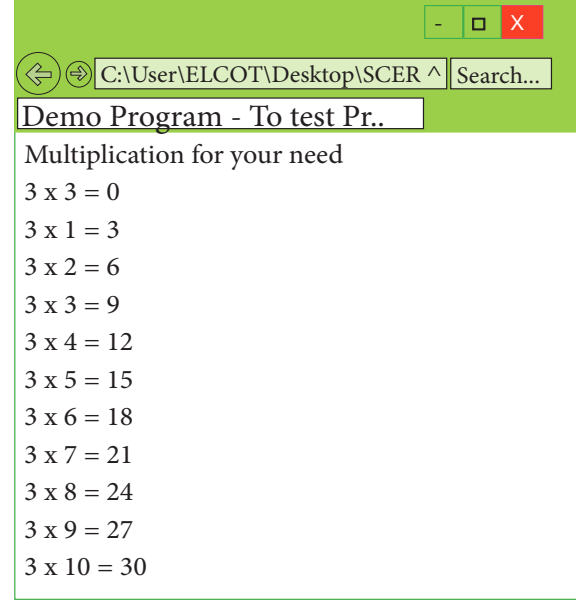 - □ X
C:\User\ELCOT\Desktop\SCER ^ Search...
Demo Program - To test Pr..
Multiplication for your need
3 x 3 = 0
3 x 1 = 3
3 x 2 = 6
3 x 3 = 9
3 x 4 = 12
3 x 5 = 15
3 x 6 = 18
3 x 7 = 21
3 x 8 = 24
3 x 9 = 27
3 x 10 = 30